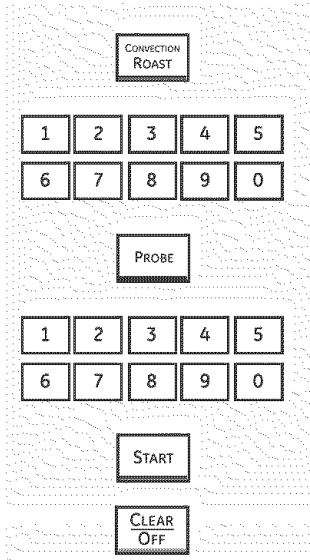 CONVECTION
ROAST
1 2 3 4 5
6 7 8 9 0
PROBE
1 2 3 4 5
6 7 8 9 0
START
CLEAR
OFF